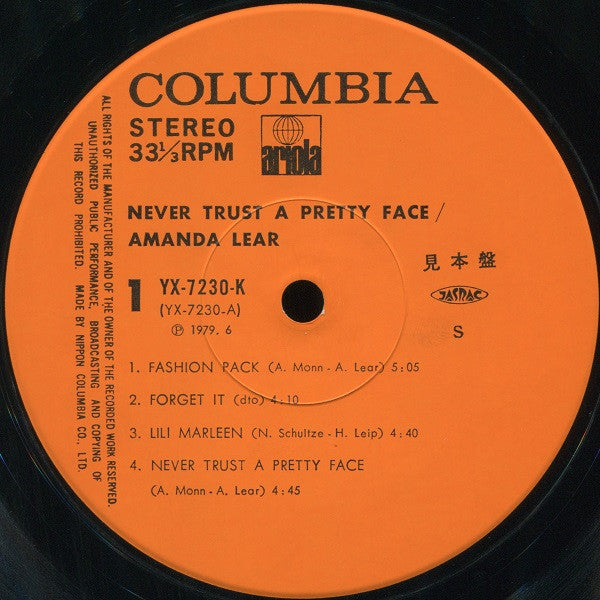 COLUMBIA
STEREO
33⅓RPM
ariola
NEVER TRUST A PRETTY FACE /
AMANDA LEAR
見本盤
JASRAC
S
1 YX-7230-K
(YX-7230-A)
Ⓟ 1979. 6
1. FASHION PACK (A. Monn - A. Lear) 5:05
2. FORGET IT (dto) 4:10
3. LILI MARLEEN (N. Schultze - H. Leip) 4:40
4. NEVER TRUST A PRETTY FACE
(A. Monn - A. Lear) 4:45
ALL RIGHTS OF THE MANUFACTURER AND OF THE OWNER OF THE RECORDED WORK RESERVED.
UNAUTHORIZED PUBLIC PERFORMANCE, BROADCASTING AND COPYING OF
THIS RECORD PROHIBITED. MADE BY NIPPON COLUMBIA CO., LTD.